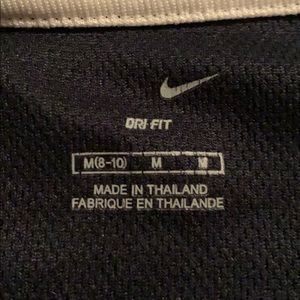 DRI-FIT
M(8-10) M M
MADE IN THAILAND
FABRIQUE EN THAILANDE